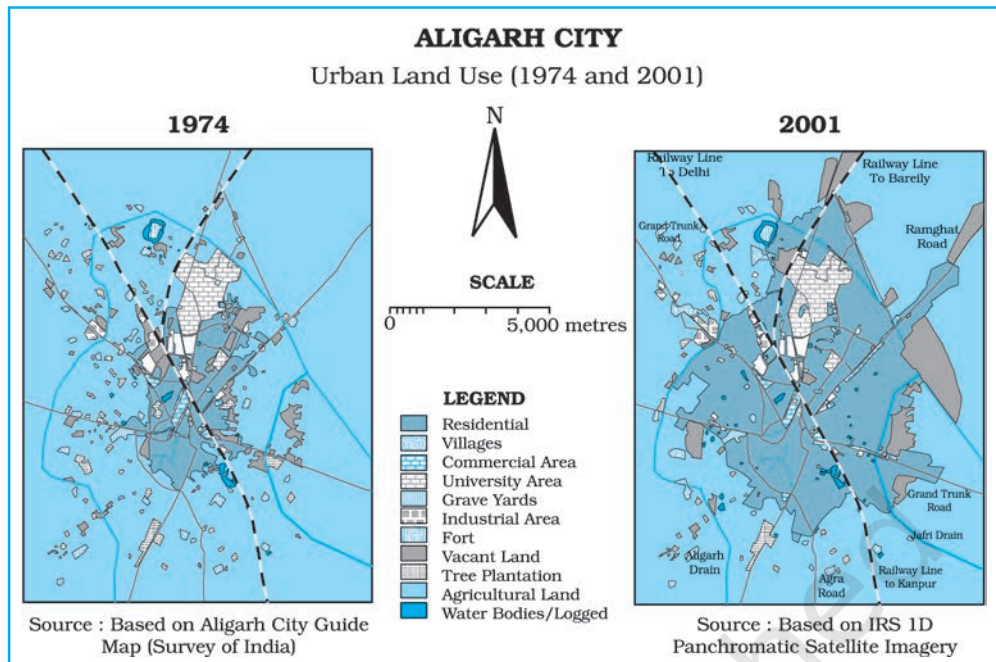 ALIGARH CITY
Urban Land Use (1974 and 2001)
N
1974
2001
Railway Line
To Delhi
Railway Line
To Bareily
Grand Trunk
Road
Ramghat
Road
SCALE
0 5,000 metres
LEGEND
Residential
Villages
Commercial Area
University Area
Grave Yards
Industrial Area
Fort
Vacant Land
Tree Plantation
Agricultural Land
Water Bodies/Logged
Grand Trunk
Road
Jafri Drain
Aligarh
Drain
Agra
Road
Railway Line
to Kanpur
Source : Based on Aligarh City Guide
Map (Survey of India)
Source : Based on IRS 1D
Panchromatic Satellite Imagery